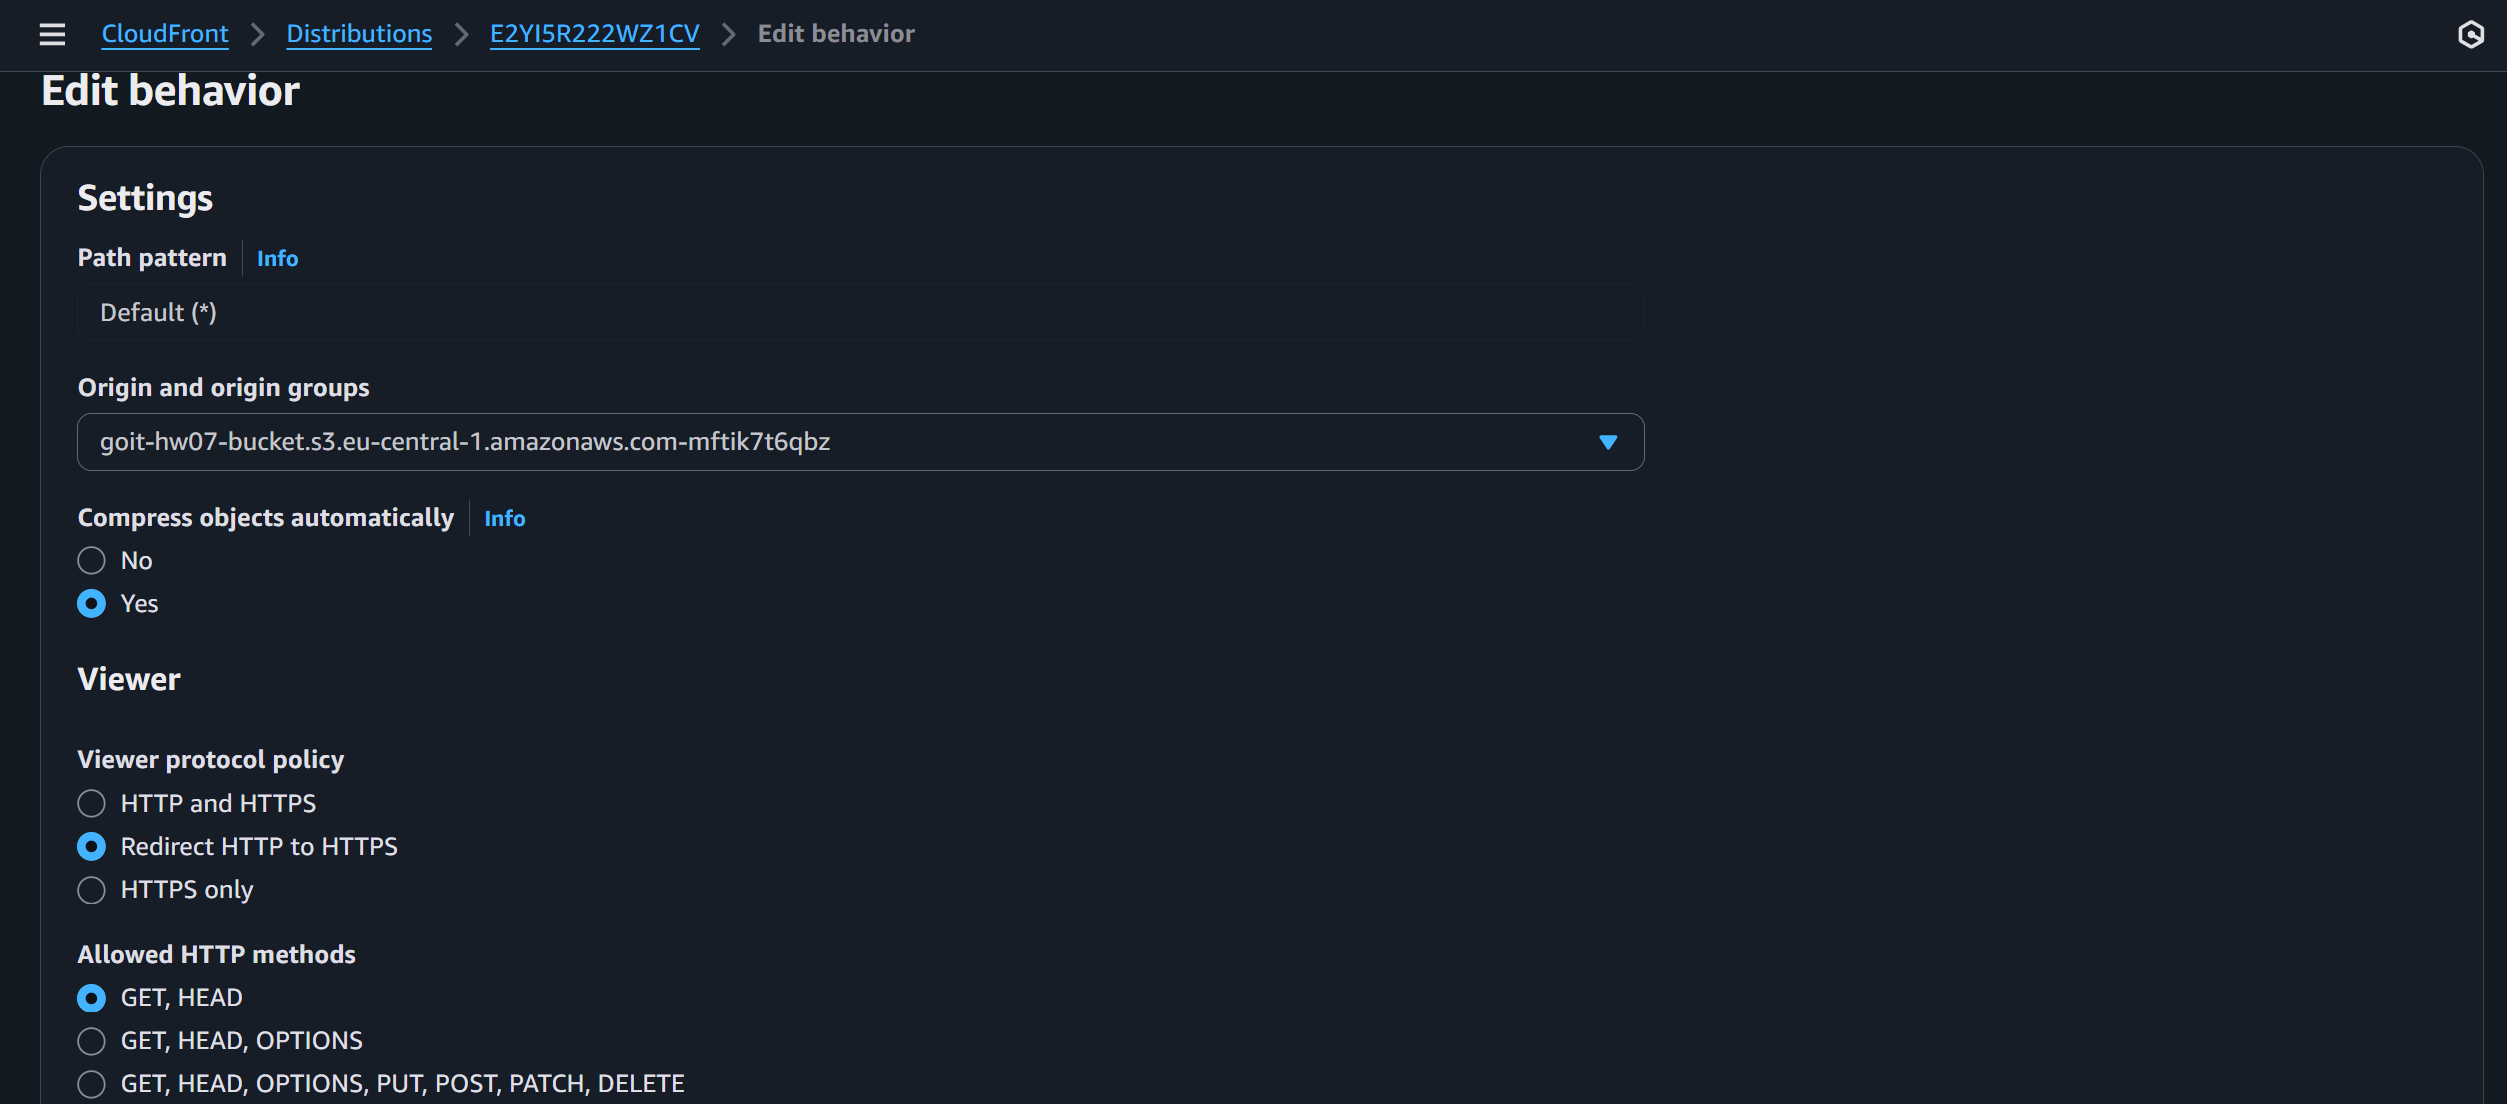 CloudFront > Distributions > E2YI5R222WZ1CV > Edit behavior
Edit behavior
Settings
Path pattern | Info
Default (*)
Origin and origin groups
goit-hw07-bucket.s3.eu-central-1.amazonaws.com-mftik7t6qbz
Compress objects automatically | Info
No
Yes
Viewer
Viewer protocol policy
HTTP and HTTPS
Redirect HTTP to HTTPS
HTTPS only
Allowed HTTP methods
GET, HEAD
GET, HEAD, OPTIONS
GET, HEAD, OPTIONS, PUT, POST, PATCH, DELETE